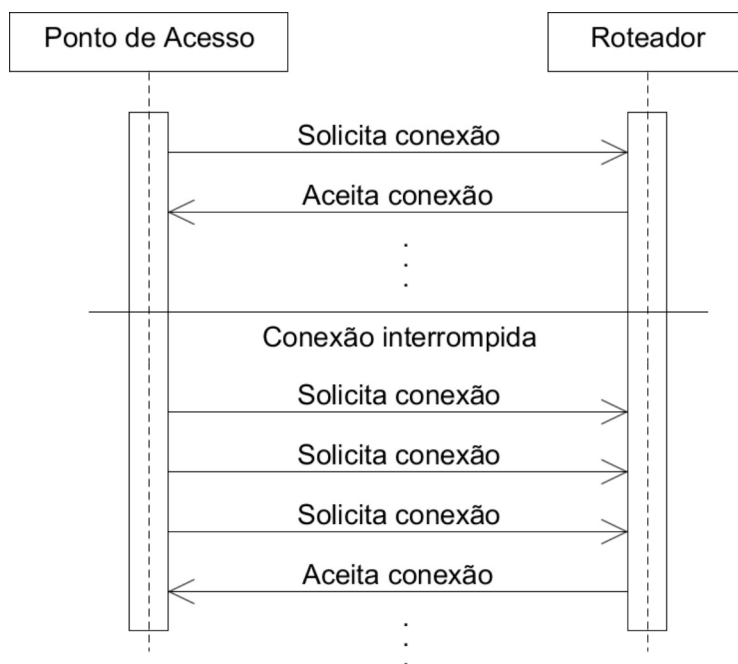 Ponto de Acesso
Roteador
Solicita conexão
Aceita conexão
Conexão interrompida
Solicita conexão
Solicita conexão
Solicita conexão
Aceita conexão